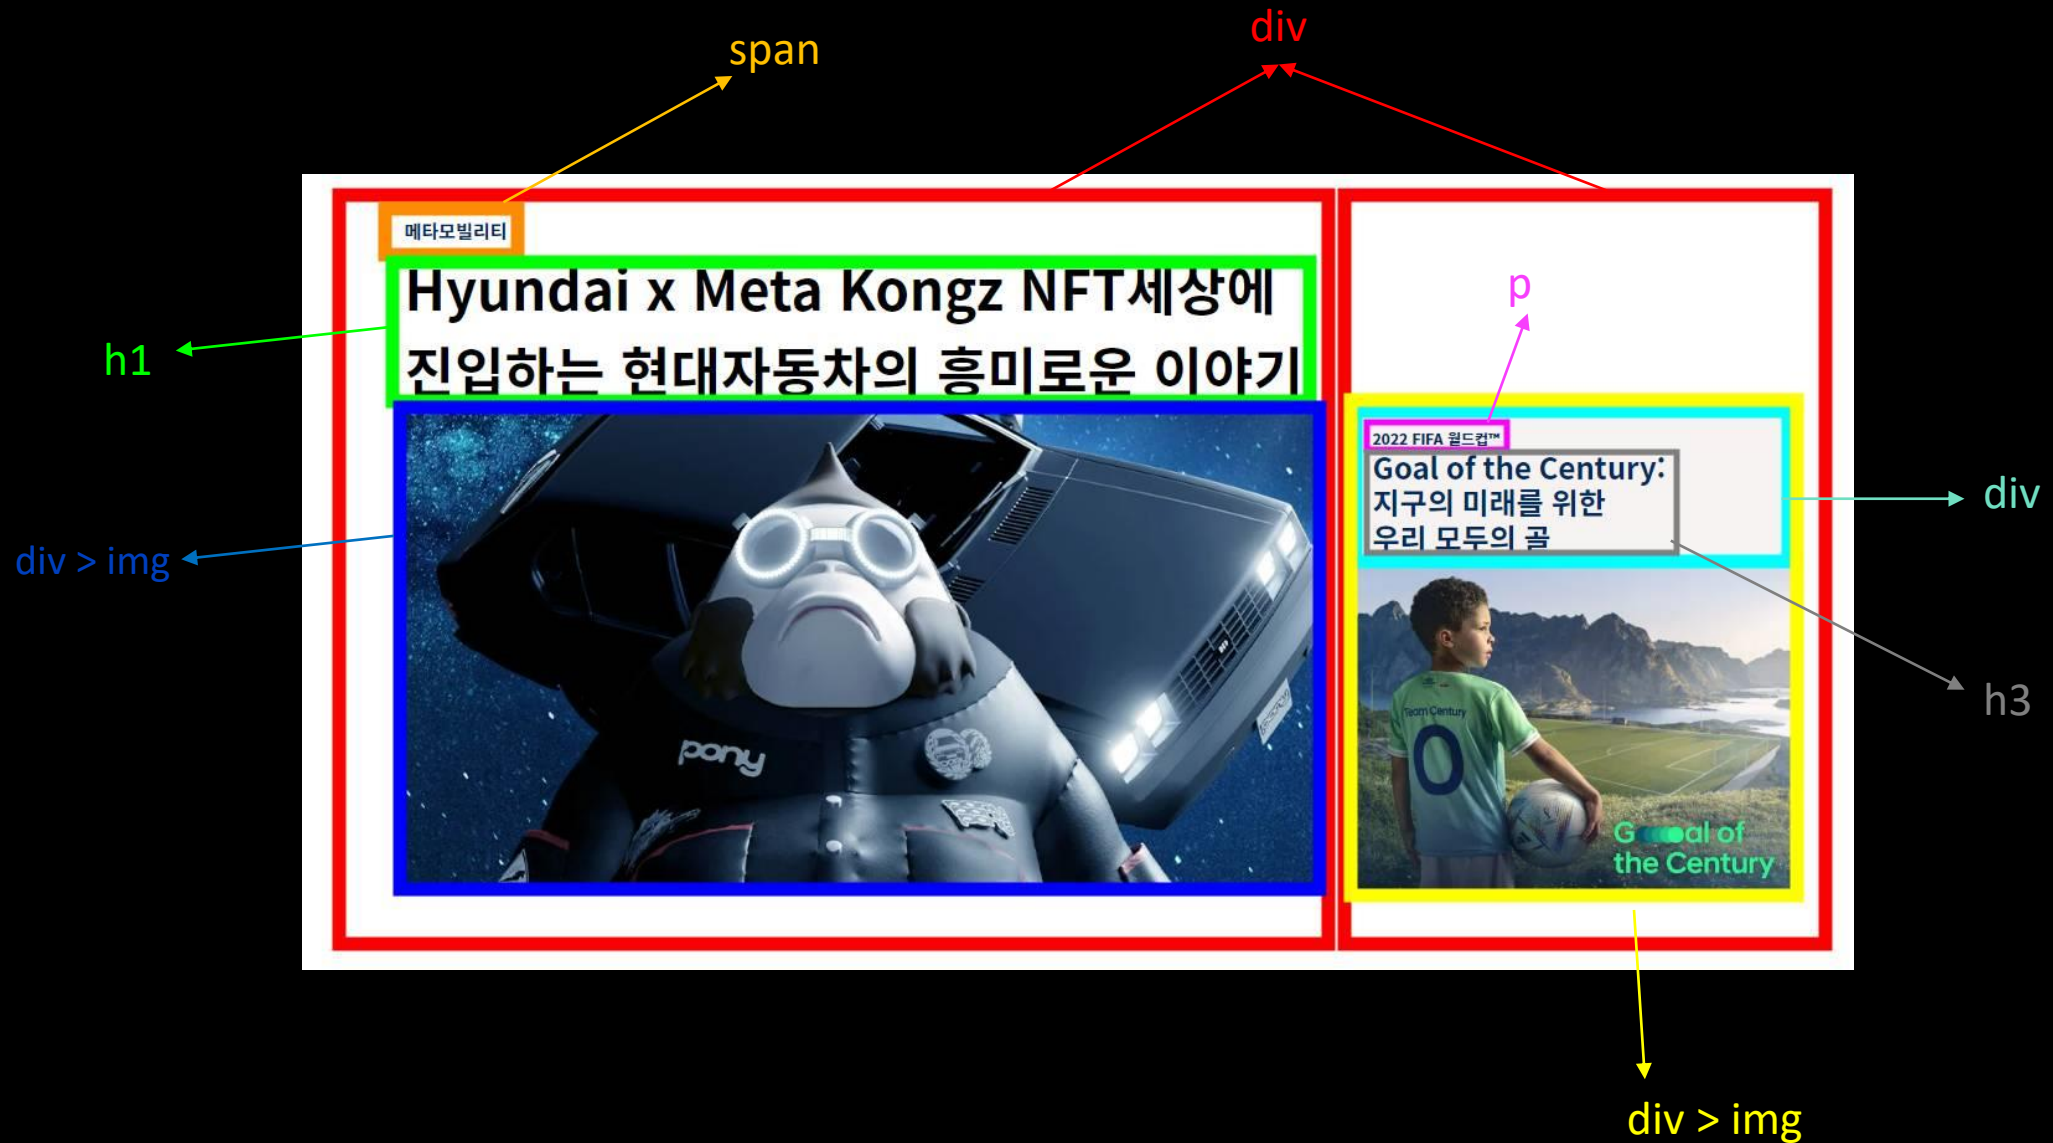 div
span
메타모빌리티
Hyundai x Meta Kongz NFT세상에
진입하는 현대자동차의 흥미로운 이야기
h1
div > img
pony
p
2022 FIFA 월드컵™
Goal of the Century:
지구의 미래를 위한
우리 모두의 골
div
h3
Team Century
0
Goal of
the Century
div > img